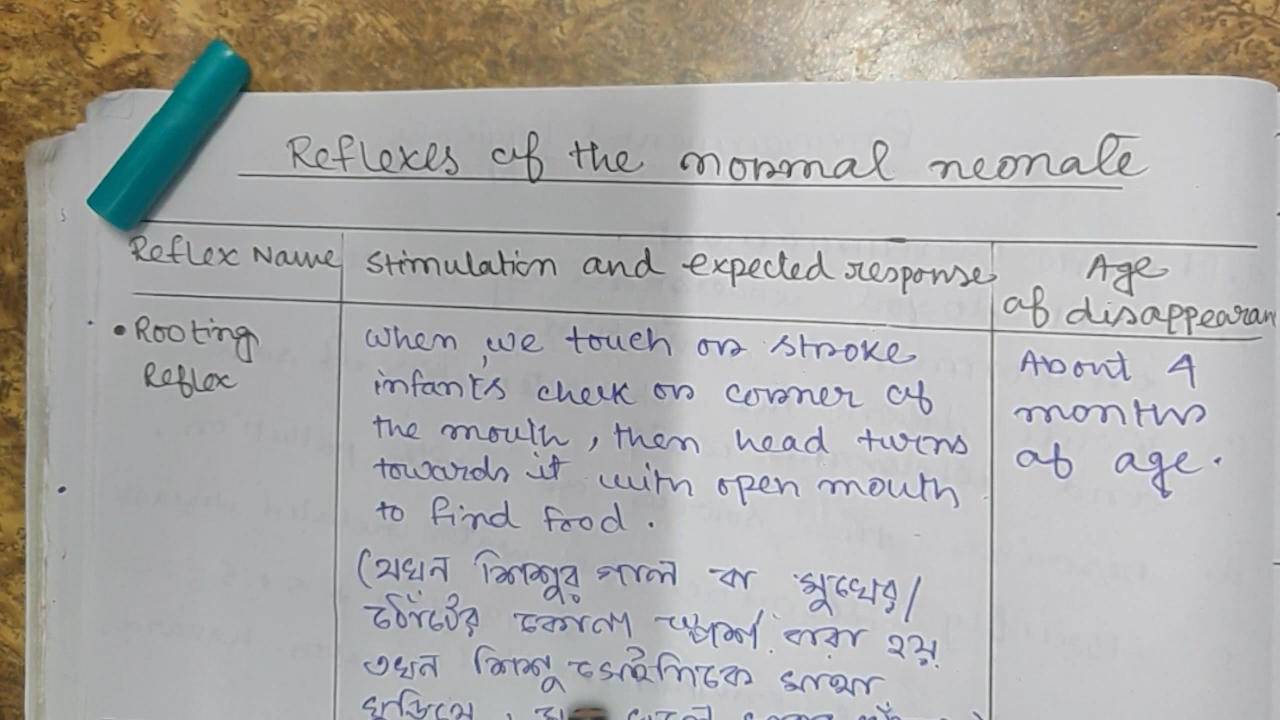 Reflexes of the normal neonate
Reflex Name
stimulation and expected response
Age
of disappearan
• Rooting
Reflex
when we touch or stroke
infant's cheek or corner of
the mouth, then head turns
towards it with open mouth
to find food.
(যখন শিশুর গালে বা মুখের/
ঠোঁটের কোণে স্পর্শ করা হয়
তখন শিশু সেইদিকে মাথা
ঘুরিয়ে,
About 4
months
of age.